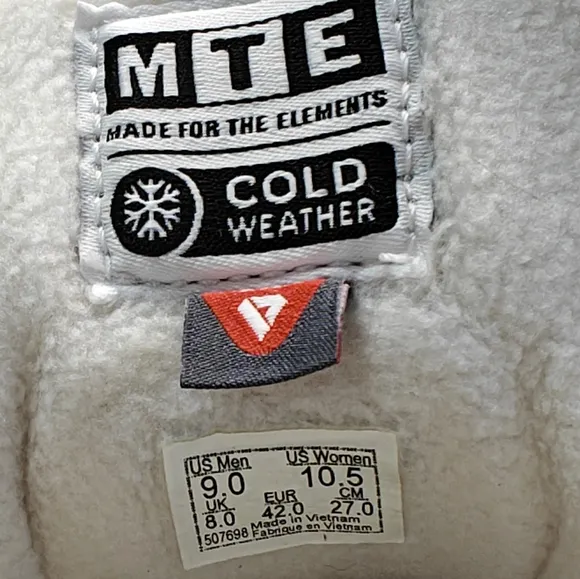 MTE
MADE FOR THE ELEMENTS
COLD
WEATHER
US Men US Women
9.0 10.5
UK EUR CM
8.0 42.0 27.0
Made in Vietnam
507698 Fabriqué en Vietnam